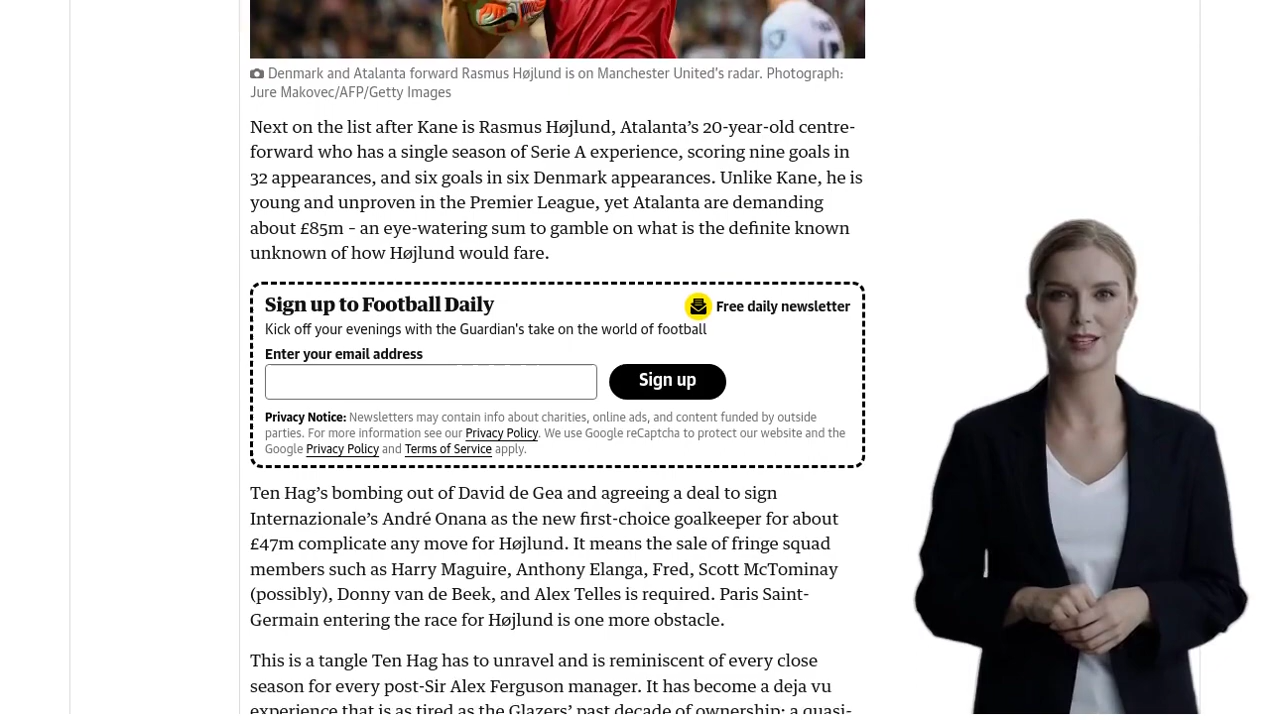 Denmark and Atalanta forward Rasmus Højlund is on Manchester United's radar. Photograph:
Jure Makovec/AFP/Getty Images
Next on the list after Kane is Rasmus Højlund, Atalanta’s 20-year-old centre-
forward who has a single season of Serie A experience, scoring nine goals in
32 appearances, and six goals in six Denmark appearances. Unlike Kane, he is
young and unproven in the Premier League, yet Atalanta are demanding
about £85m – an eye-watering sum to gamble on what is the definite known
unknown of how Højlund would fare.
Sign up to Football Daily
Free daily newsletter
Kick off your evenings with the Guardian's take on the world of football
Enter your email address
Sign up
Privacy Notice: Newsletters may contain info about charities, online ads, and content funded by outside
parties. For more information see our Privacy Policy. We use Google reCaptcha to protect our website and the
Google Privacy Policy and Terms of Service apply.
Ten Hag’s bombing out of David de Gea and agreeing a deal to sign
Internazionale’s André Onana as the new first-choice goalkeeper for about
£47m complicate any move for Højlund. It means the sale of fringe squad
members such as Harry Maguire, Anthony Elanga, Fred, Scott McTominay
(possibly), Donny van de Beek, and Alex Telles is required. Paris Saint-
Germain entering the race for Højlund is one more obstacle.
This is a tangle Ten Hag has to unravel and is reminiscent of every close
season for every post-Sir Alex Ferguson manager. It has become a deja vu
experience that is as tired as the Glazers’ past decade of ownership: a quasi-